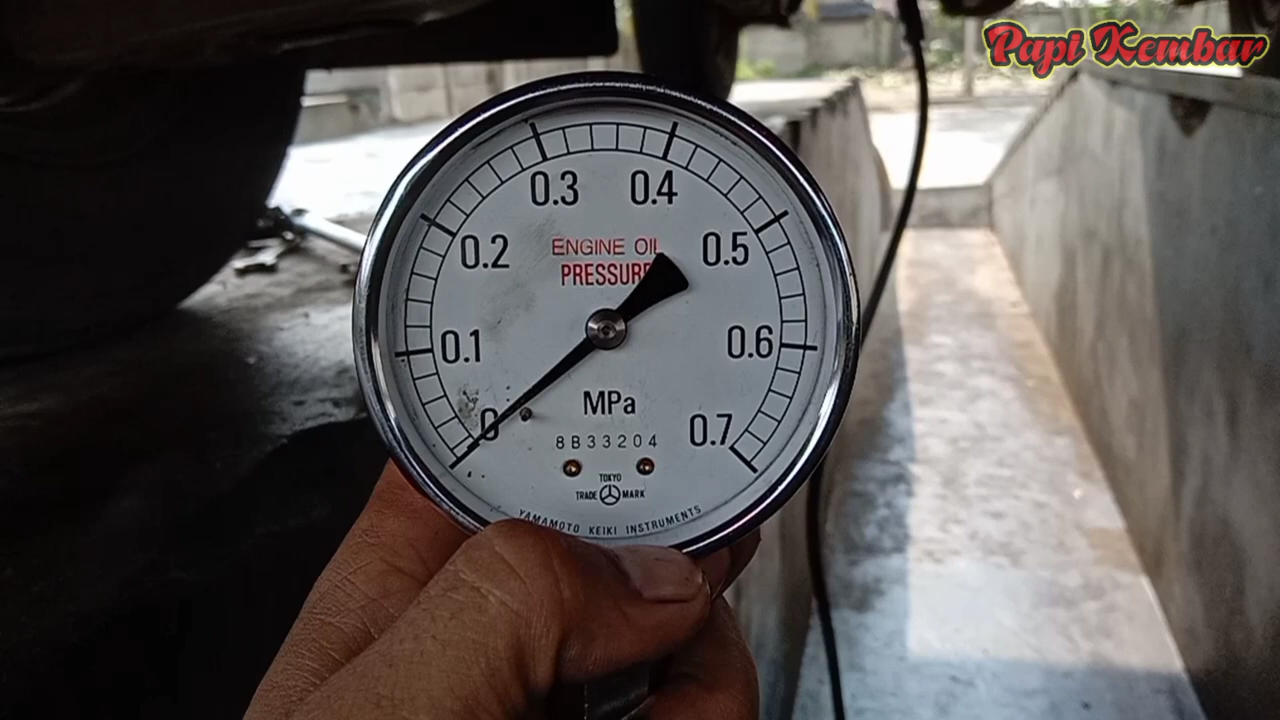 Papi Kembar
0.3
0.4
0.2
0.5
ENGINE OIL
PRESSURE
0.1
0.6
MPa
0
0.7
8B33204
TOKYO
TRADE MARK
YAMAMOTO KEIKI INSTRUMENTS